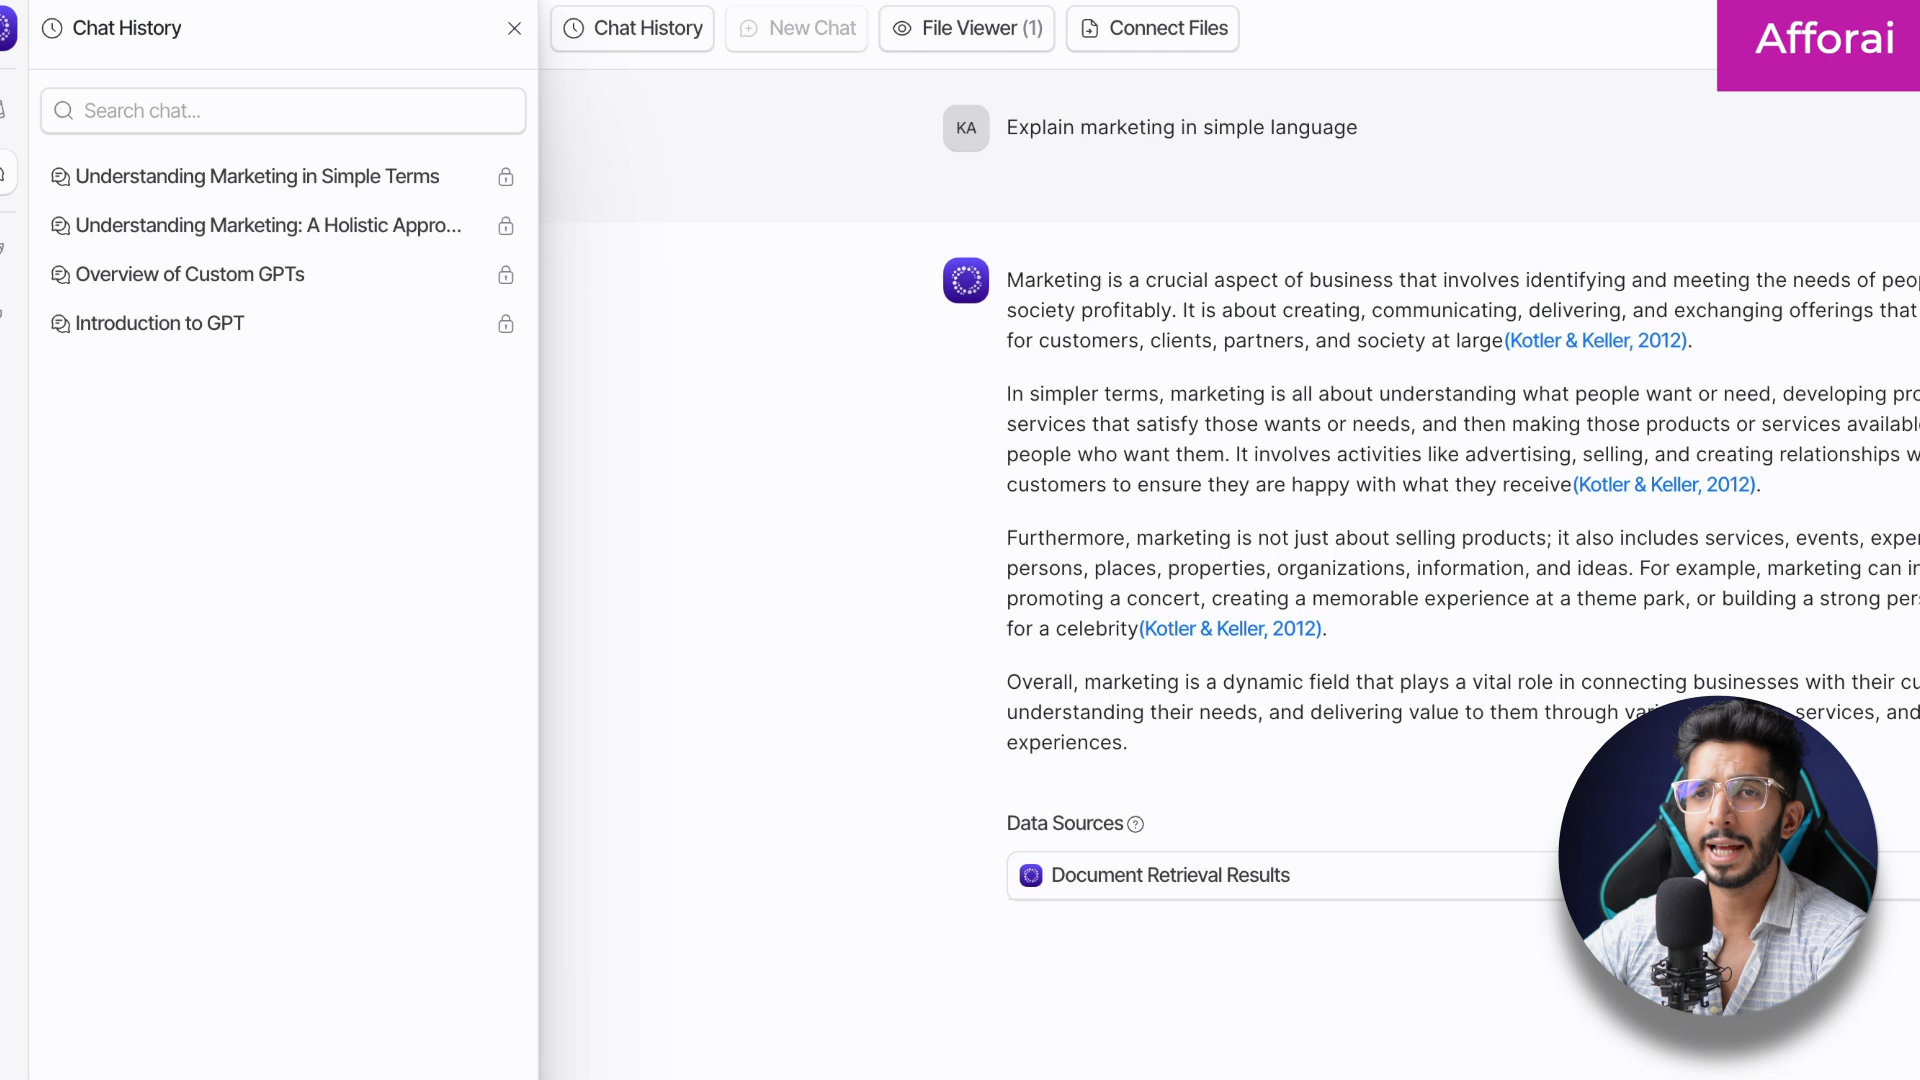 Chat History
Search chat...
Understanding Marketing in Simple Terms
Understanding Marketing: A Holistic Appro...
Overview of Custom GPTs
Introduction to GPT
Chat History
New Chat
File Viewer (1)
Connect Files
Afforai
KA
Explain marketing in simple language
Marketing is a crucial aspect of business that involves identifying and meeting the needs of
society profitably. It is about creating, communicating, delivering, and exchanging offerings that
for customers, clients, partners, and society at large(Kotler & Keller, 2012).
In simpler terms, marketing is all about understanding what people want or need, developing
services that satisfy those wants or needs, and then making those products or services
people who want them. It involves activities like advertising, selling, and creating relationships
customers to ensure they are happy with what they receive(Kotler & Keller, 2012).
Furthermore, marketing is not just about selling products; it also includes services, events,
persons, places, properties, organizations, information, and ideas. For example, marketing can
promoting a concert, creating a memorable experience at a theme park, or building a strong
for a celebrity(Kotler & Keller, 2012).
Overall, marketing is a dynamic field that plays a vital role in connecting businesses with their
understanding their needs, and delivering value to them through services, and
experiences.
Data Sources
Document Retrieval Results